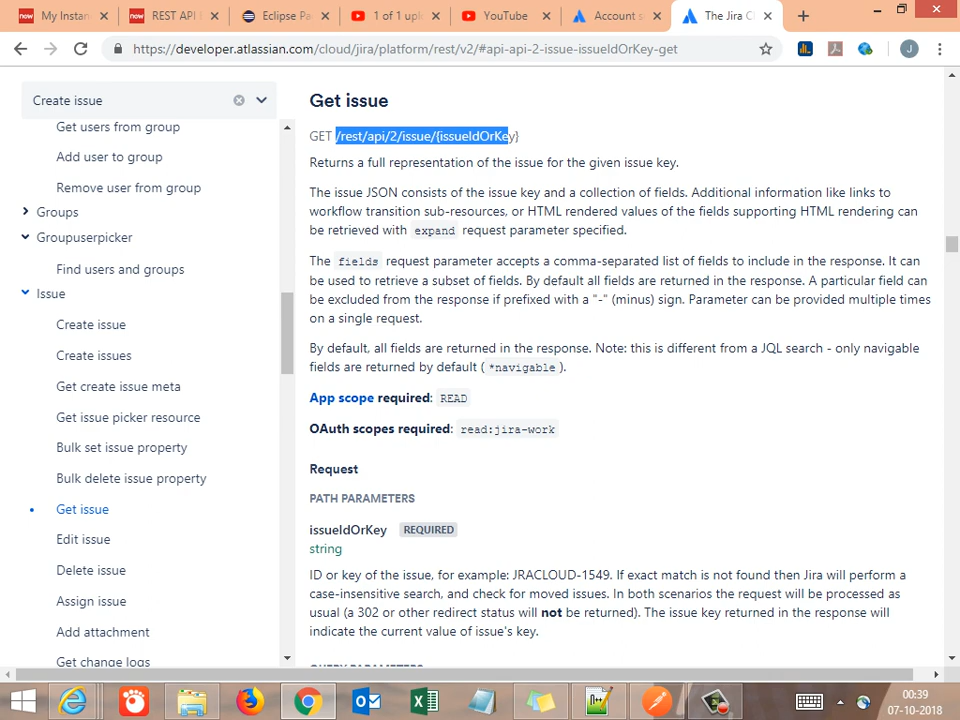 My Instanc
REST API E
Eclipse Pa
1 of 1 uplo
YouTube
Account s
The Jira C
https://developer.atlassian.com/cloud/jira/platform/rest/v2/#api-api-2-issue-issueIdOrKey-get
J
Create issue
Get users from group
Add user to group
Remove user from group
Groups
Groupuserpicker
Find users and groups
Issue
Create issue
Create issues
Get create issue meta
Get issue picker resource
Bulk set issue property
Bulk delete issue property
Get issue
Edit issue
Delete issue
Assign issue
Add attachment
Get change logs
Get issue
GET /rest/api/2/issue/{issueIdOrKey}
Returns a full representation of the issue for the given issue key.
The issue JSON consists of the issue key and a collection of fields. Additional information like links to
workflow transition sub-resources, or HTML rendered values of the fields supporting HTML rendering can
be retrieved with expand request parameter specified.
The fields request parameter accepts a comma-separated list of fields to include in the response. It can
be used to retrieve a subset of fields. By default all fields are returned in the response. A particular field can
be excluded from the response if prefixed with a "-" (minus) sign. Parameter can be provided multiple times
on a single request.
By default, all fields are returned in the response. Note: this is different from a JQL search - only navigable
fields are returned by default (*navigable).
App scope required: READ
OAuth scopes required: read:jira-work
Request
PATH PARAMETERS
issueIdOrKey REQUIRED
string
ID or key of the issue, for example: JRACLOUD-1549. If exact match is not found then Jira will perform a
case-insensitive search, and check for moved issues. In both scenarios the request will be processed as
usual (a 302 or other redirect status will not be returned). The issue key returned in the response will
indicate the current value of issue's key.
QUERY PARAMETERS
00:39
07-10-2018